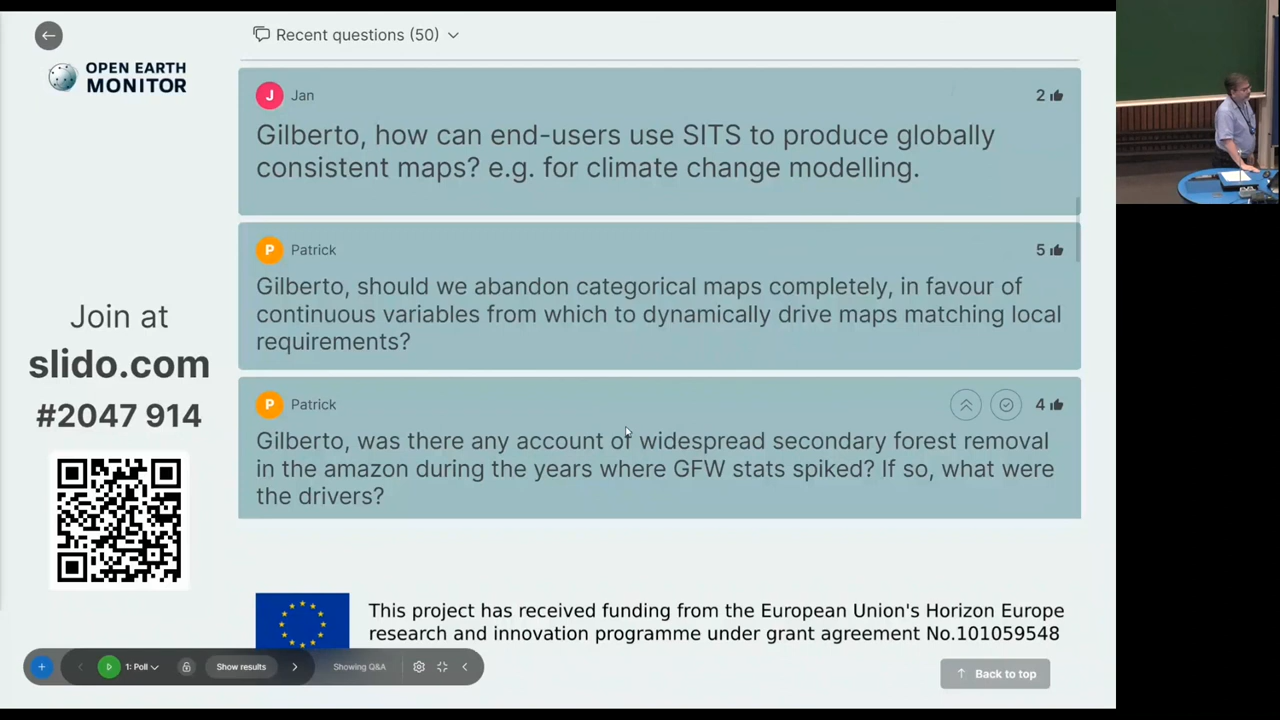 Recent questions (50)
OPEN EARTH
MONITOR
J Jan
2
Gilberto, how can end-users use SITS to produce globally
consistent maps? e.g. for climate change modelling.
P Patrick
5
Gilberto, should we abandon categorical maps completely, in favour of
continuous variables from which to dynamically drive maps matching local
requirements?
P Patrick
4
Gilberto, was there any account of widespread secondary forest removal
in the amazon during the years where GFW stats spiked? If so, what were
the drivers?
Join at
slido.com
#2047 914
This project has received funding from the European Union's Horizon Europe
research and innovation programme under grant agreement No.101059548
1: Poll
Show results
Showing Q&A
Back to top